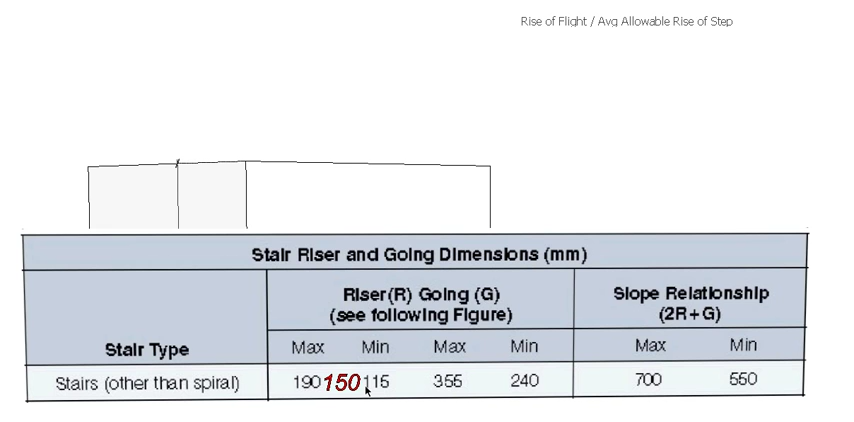 Rise of Flight / Avg Allowable Rise of Step
Stair Riser and Going Dimensions (mm)
Riser(R) Going (G)
(see following Figure)
Slope Relationship
(2R+G)
Stair Type
Max Min Max Min Max Min
Stairs (other than spiral) 190 150 115 355 240 700 550